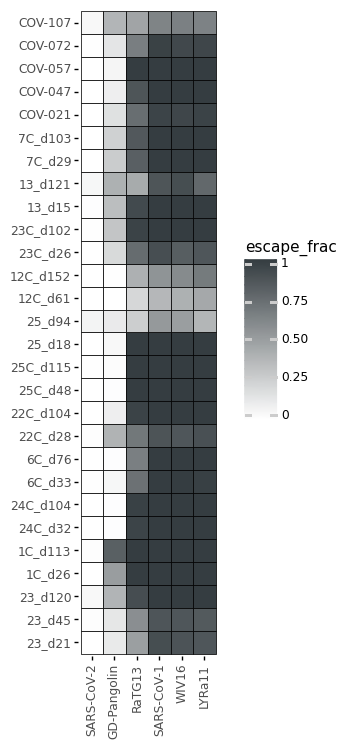 COV-107
COV-072
COV-057
COV-047
COV-021
7C_d103
7C_d29
13_d121
13_d15
23C_d102
23C_d26
12C_d152
12C_d61
25_d94
25_d18
25C_d115
25C_d48
22C_d104
22C_d28
6C_d76
6C_d33
24C_d104
24C_d32
1C_d113
1C_d26
23_d120
23_d45
23_d21
SARS-CoV-2
GD-Pangolin
RaTG13
SARS-CoV-1
WIV16
LYRa11
escape_frac
1
0.75
0.50
0.25
0